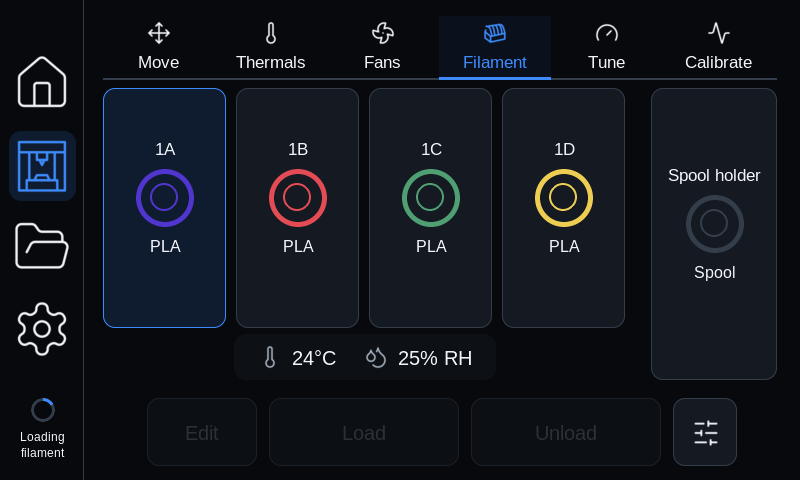 Move
Thermals
Fans
Filament
Tune
Calibrate
1A
PLA
1B
PLA
1C
PLA
1D
PLA
Spool holder
Spool
24°C
25% RH
Edit
Load
Unload
Loading
filament